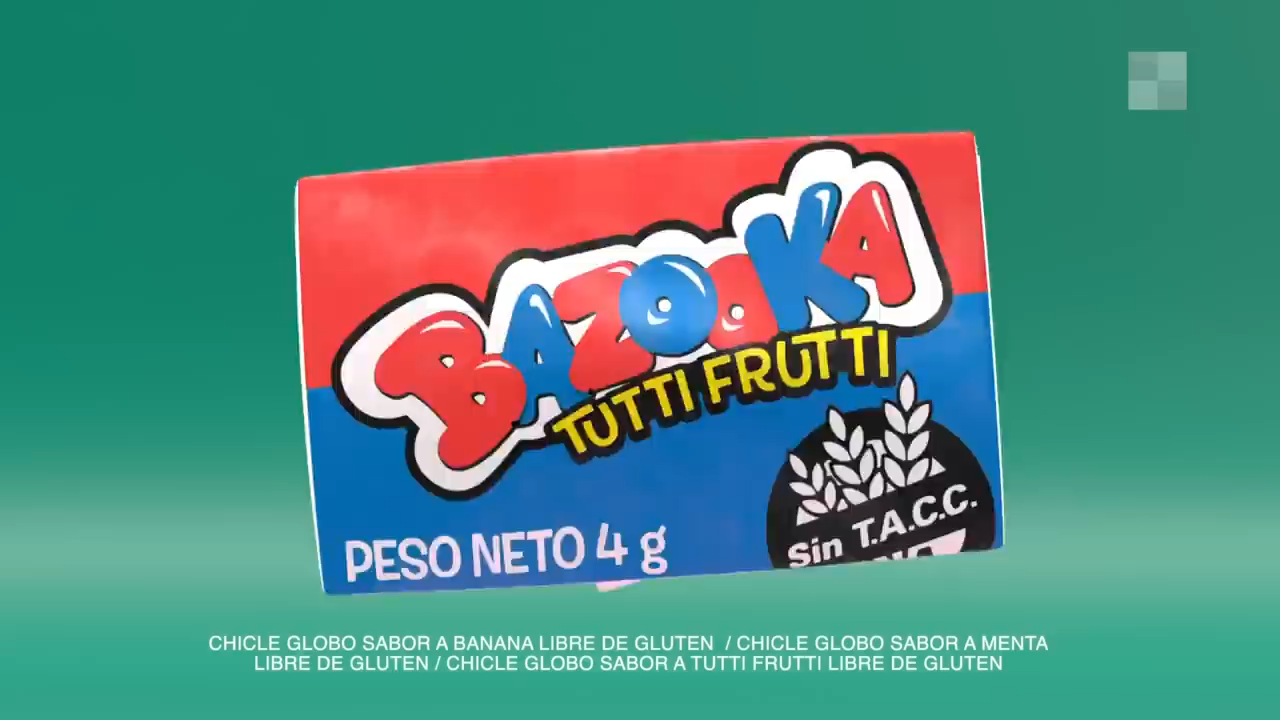 BAZOOKA
TUTTI FRUTTI
Sin T.A.C.C.
PESO NETO 4 g
CHICLE GLOBO SABOR A BANANA LIBRE DE GLUTEN / CHICLE GLOBO SABOR A MENTA
LIBRE DE GLUTEN / CHICLE GLOBO SABOR A TUTTI FRUTTI LIBRE DE GLUTEN